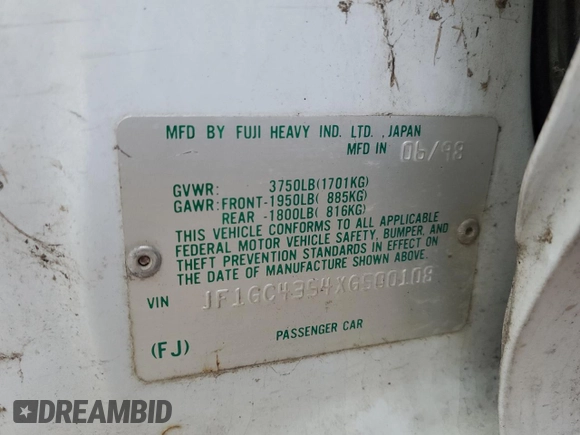 MFD BY FUJI HEAVY IND. LTD. ,JAPAN
MFD IN 06/98
GVWR: 3750LB(1701KG)
GAWR:FRONT-1950LB( 885KG)
REAR -1800LB( 816KG)
THIS VEHICLE CONFORMS TO ALL APPLICABLE
FEDERAL MOTOR VEHICLE SAFETY, BUMPER, AND
THEFT PREVENTION STANDARDS IN EFFECT ON
THE DATE OF MANUFACTURE SHOWN ABOVE.
VIN JF1GC4354XG500108
PASSENGER CAR
(FJ)
DREAMBID